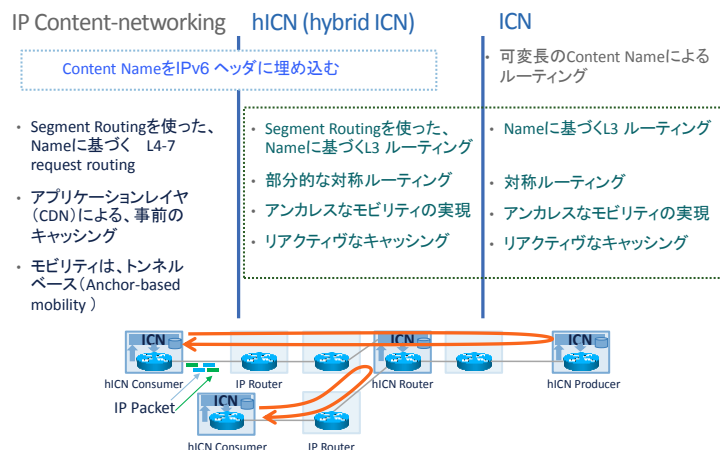 IP Content-networking
hICN (hybrid ICN)
ICN
Content NameをIPv6 ヘッダに埋め込む
• 可変長のContent Nameによる
ルーティング
• Segment Routingを使った、
Nameに基づく L4-7
request routing
• アプリケーションレイヤ
(CDN)による、事前の
キャッシング
• モビリティは、トンネル
ベース(Anchor-based
mobility )
• Segment Routingを使った、
Nameに基づくL3 ルーティング
• 部分的な対称ルーティング
• アンカレスなモビリティの実現
• リアクティヴなキャッシング
• Nameに基づくL3 ルーティング
• 対称ルーティング
• アンカレスなモビリティの実現
• リアクティヴなキャッシング
ICN
ICN
ICN
hICN Consumer
IP Router
hICN Router
hICN Producer
IP Packet
ICN
hICN Consumer
IP Router